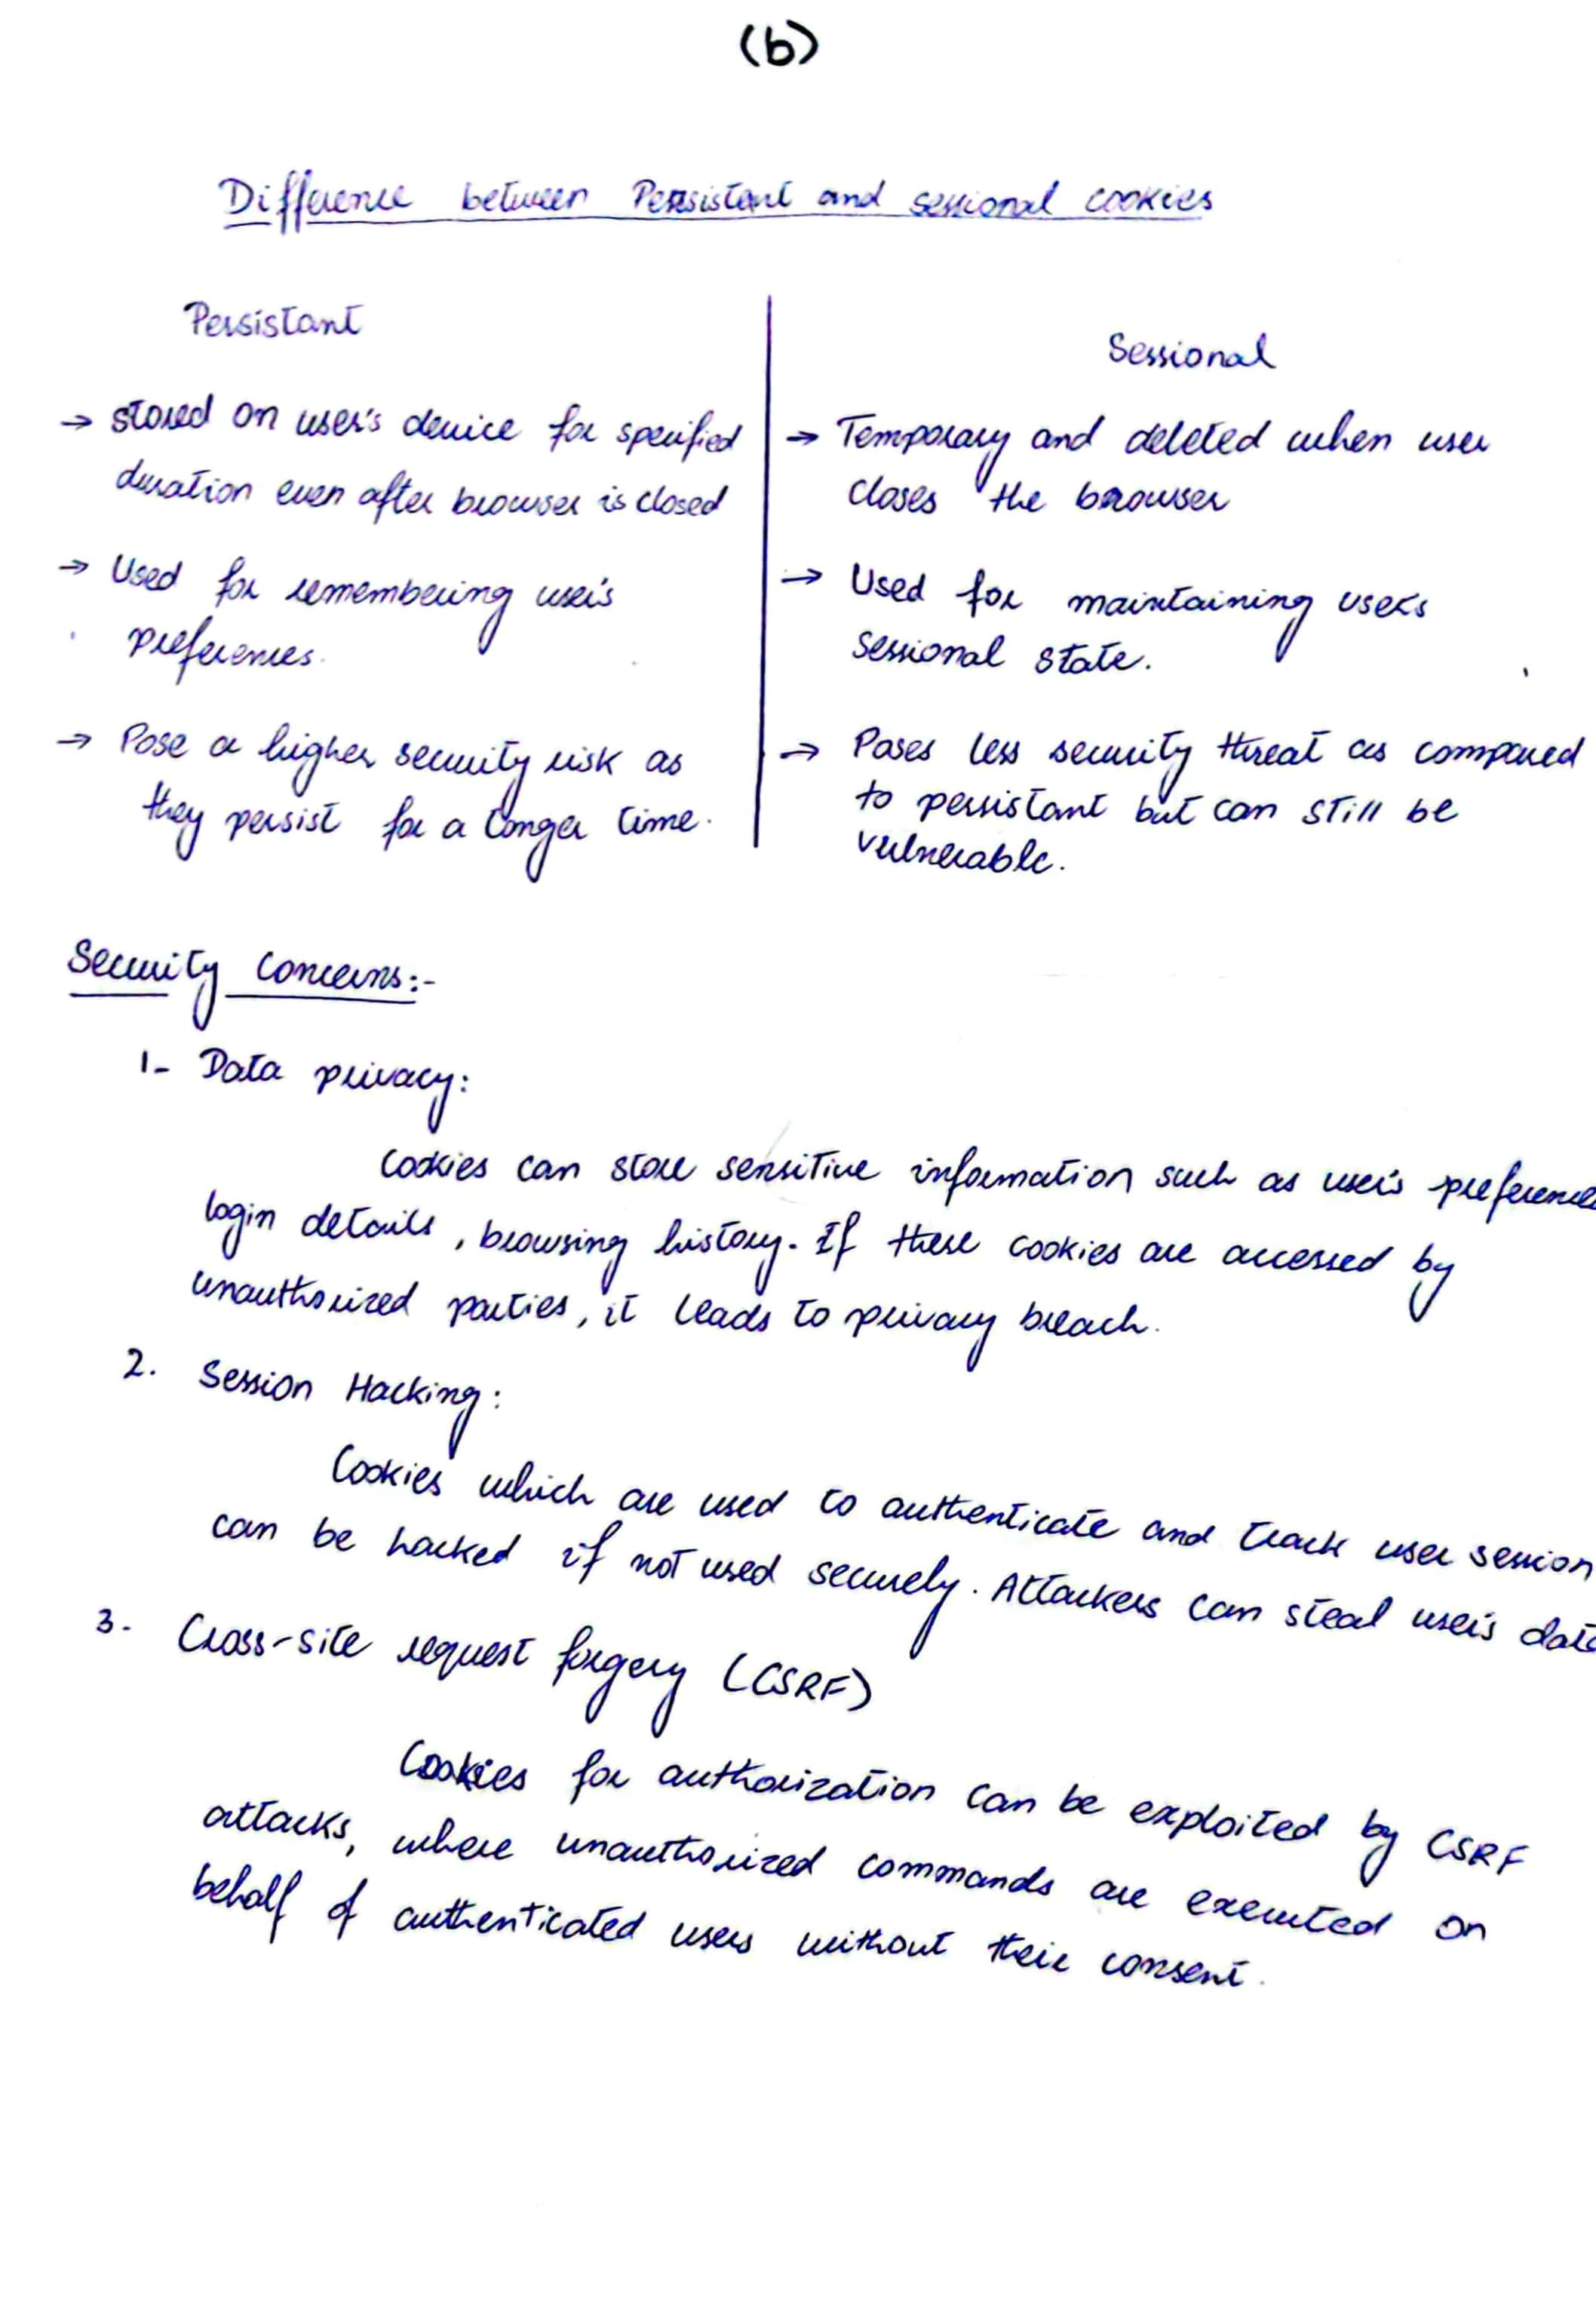 (b)
Difference between Persistant and sessional cookies
Persistant
→ stored on user's device for specified
duration even after browser is closed
→ Used for remembering user's
preferences.
→ Pose a higher security risk as
they persist for a longer time.
Sessional
→ Temporary and deleted when user
closes the browser
→ Used for maintaining users
sessional state.
→ Poses less security threat as compared
to persistant but can still be
vulnerable.
Security Concerns:-
1- Data privacy:
Cookies can store sensitive information such as user's preference
login details, browsing history. If these cookies are accessed by
unauthorized parties, it leads to privacy breach.
2. Session Hacking:
Cookies which are used to authenticate and track user session
can be hacked if not used securely. Attackers can steal user's data
3. Cross-site request forgery (CSRF)
Cookies for authorization can be exploited by CSRF
attacks, where unauthorized commands are executed on
behalf of authenticated users without their consent.